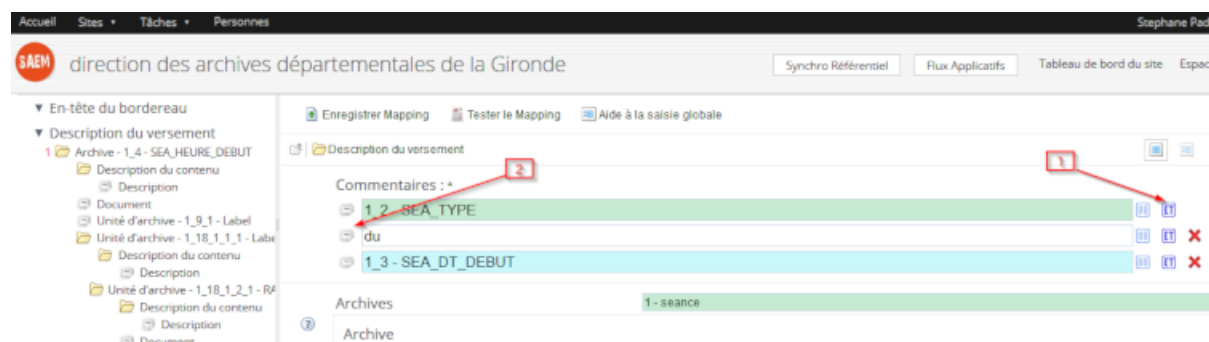 Accueil Sites Tâches Personnes Stephane Pad
SAEM direction des archives départementales de la Gironde Synchro Référentiel Flux Applicatifs Tableau de bord du site Espac
En-tête du bordereau
Enregistrer Mapping Tester le Mapping Aide à la saisie globale
Description du versement
1 Archive - 1_4 - SEA_HEURE_DEBUT
Description du versement
Description du contenu
Description
Document
Unité d'archive - 1_9_1 - Label
Unité d'archive - 1_18_1_1_1 - Labe
Description du contenu
Description
Unité d'archive - 1_18_1_2_1 - RA
Description du contenu
Description
Document
2
1
Commentaires : *
1_2 - SEA_TYPE ET
du ET
1_3 - SEA_DT_DEBUT ET
Archives 1 - seance
? Archive